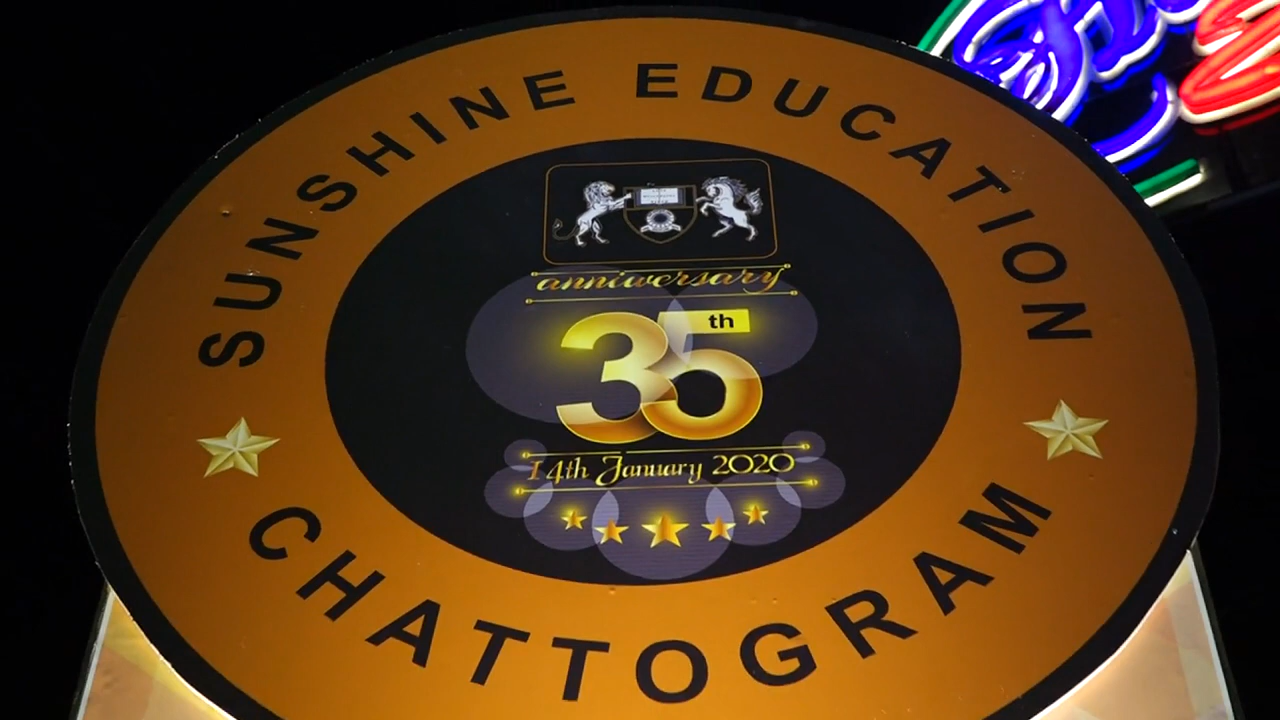 SUNSHINE EDUCATION
anniversary
35th
14th January 2020
CHATTOGRAM